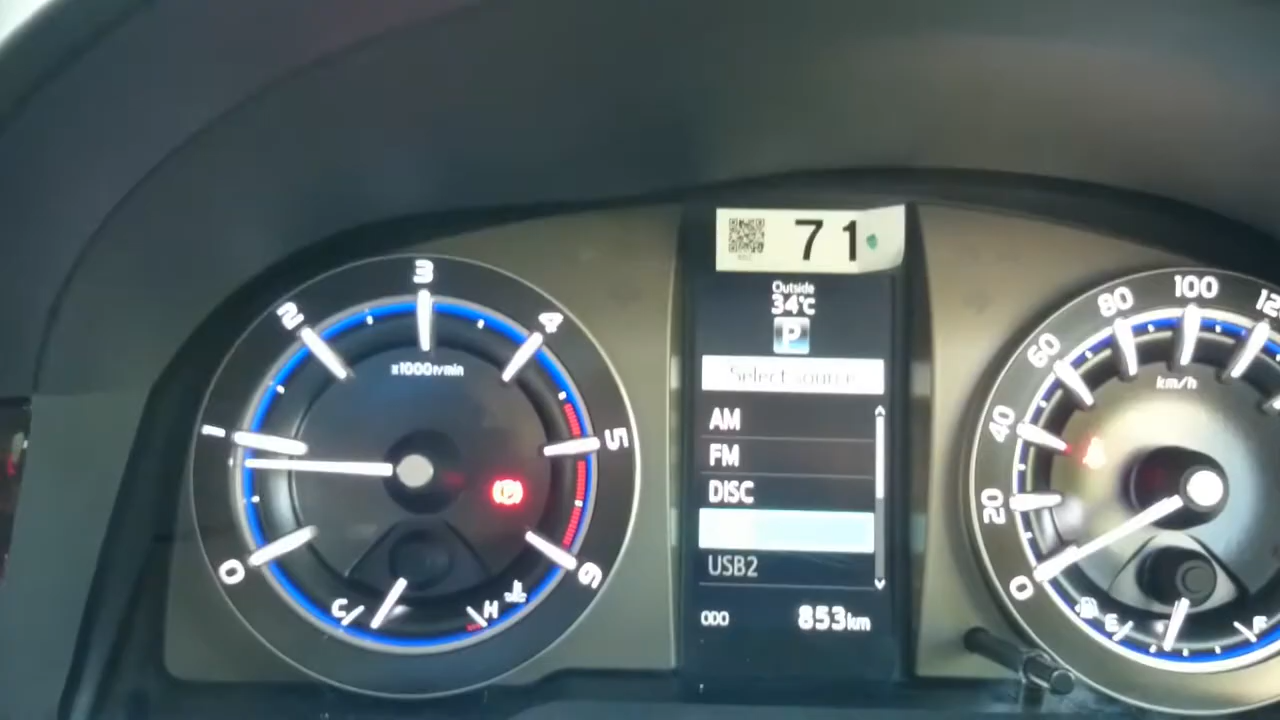 71
Outside
34°C
P
Select source
AM
FM
DISC
USB2
ODO 853km
0 1 2 3 4 5 6
x1000r/min
C H
0 20 40 60 80 100
km/h
E F